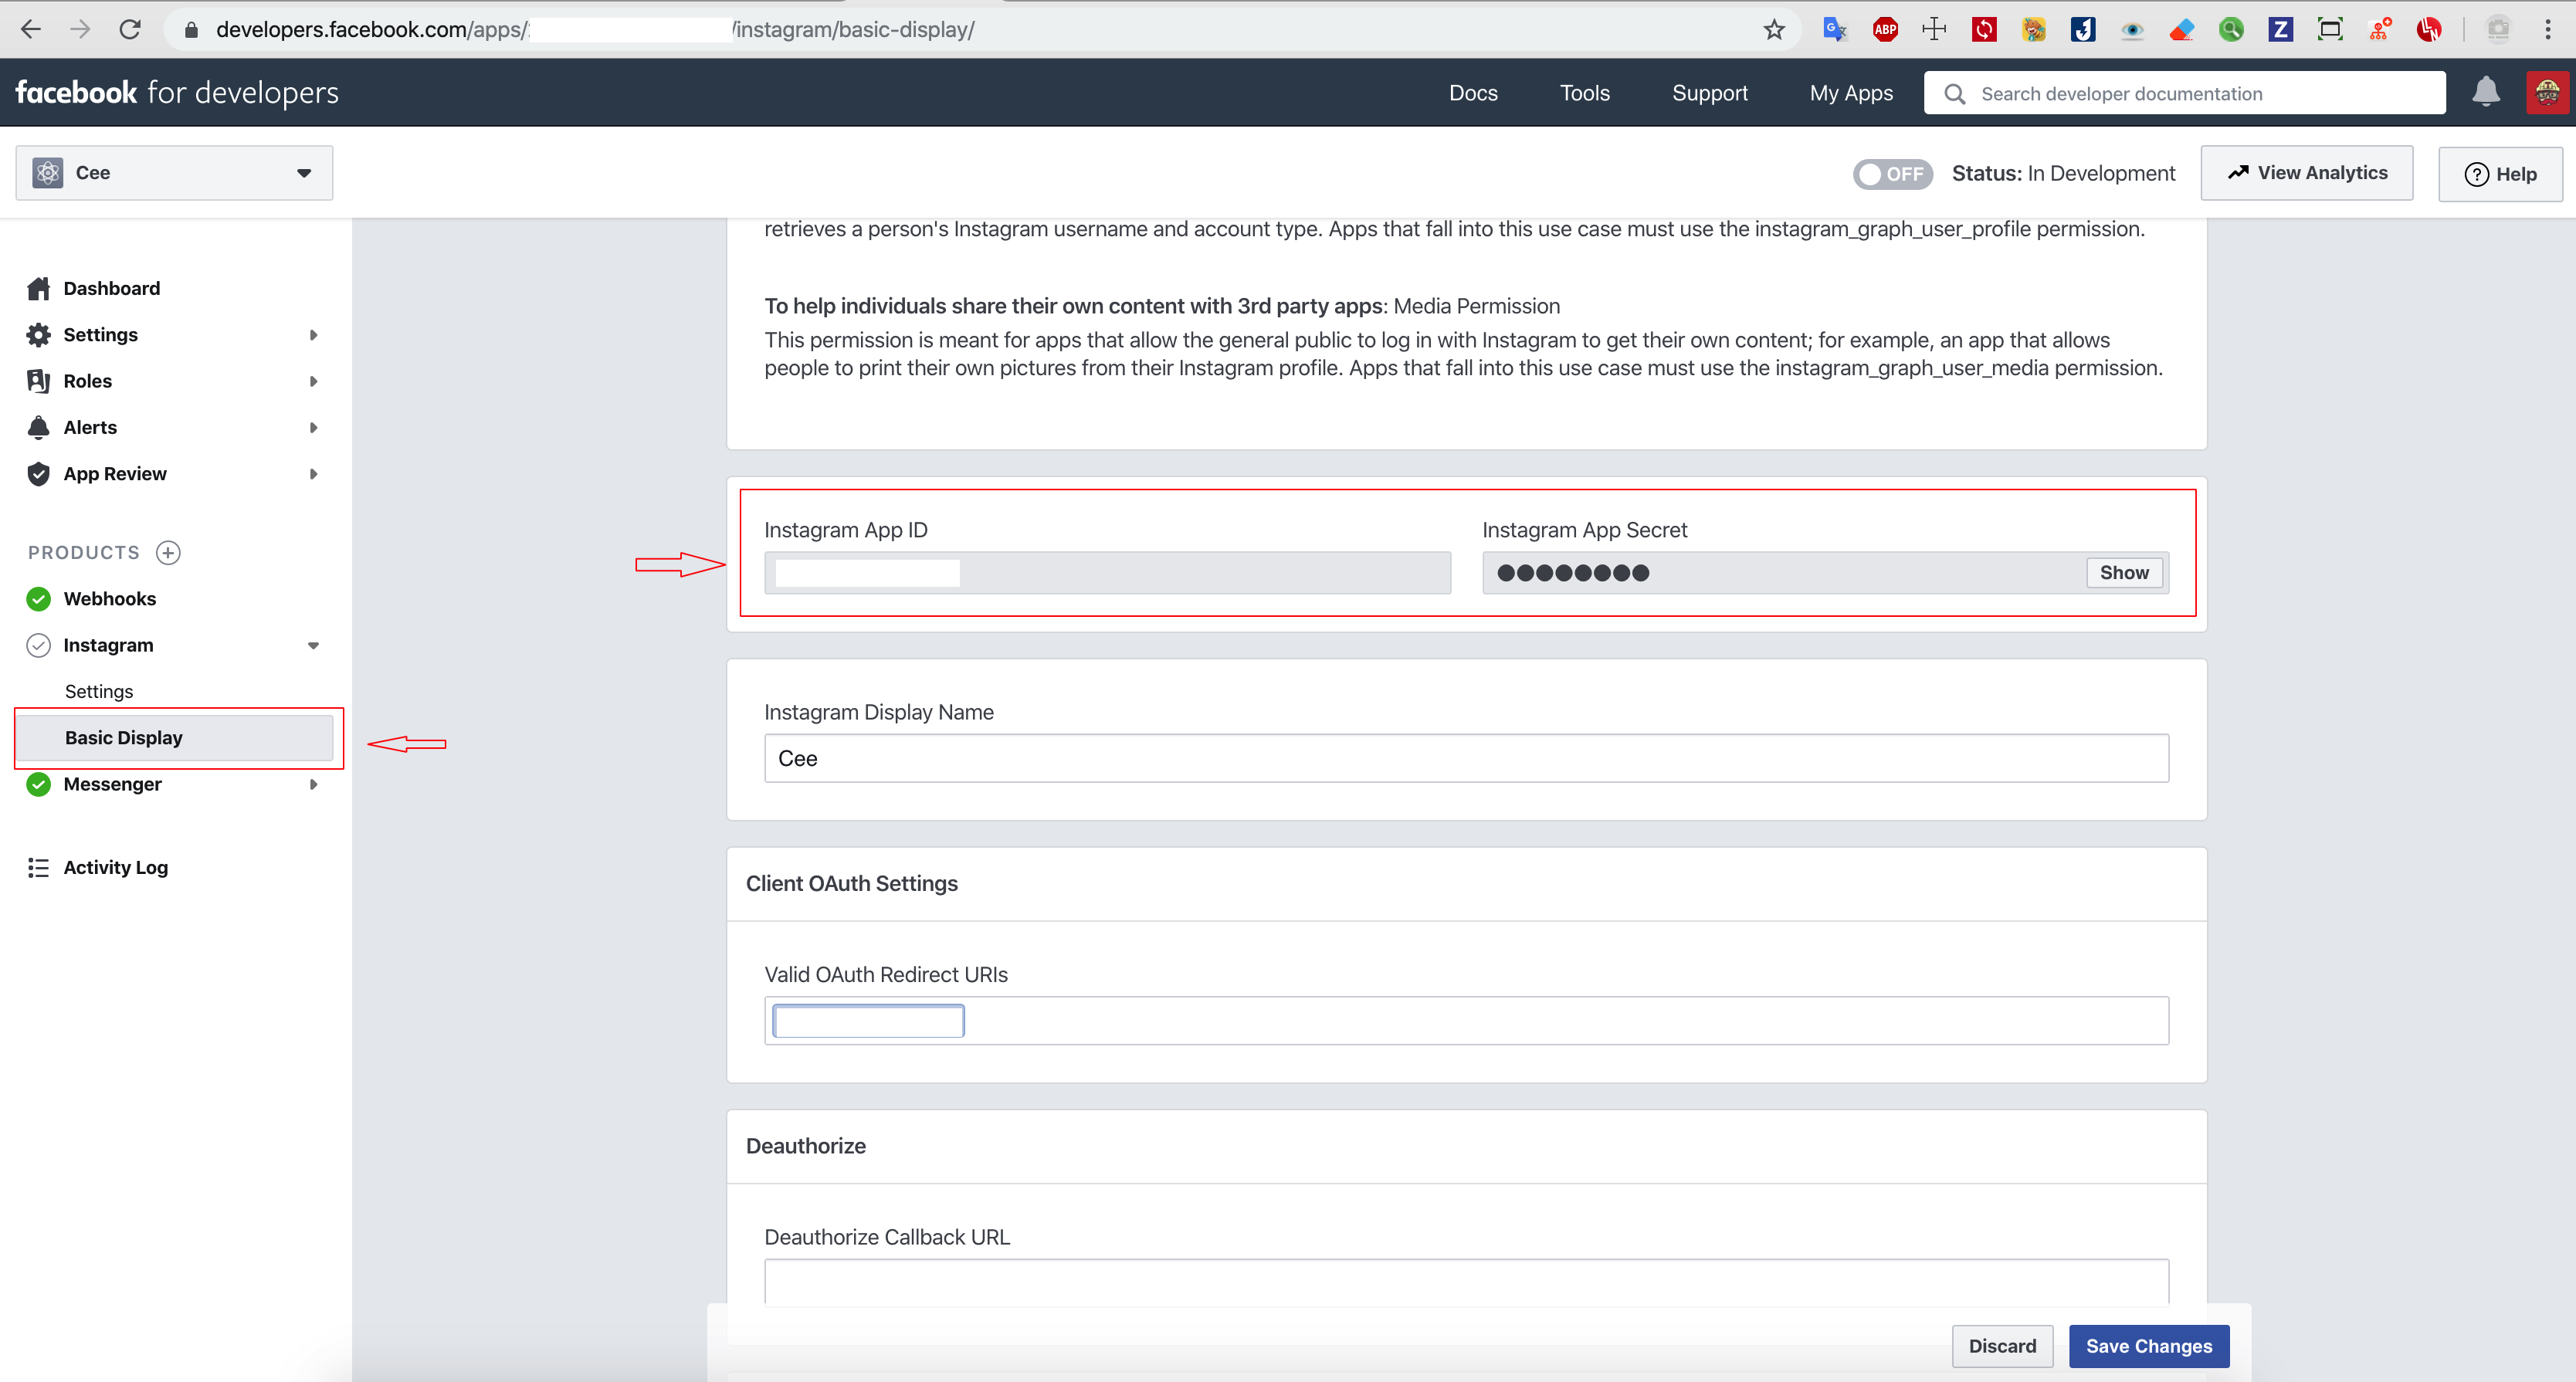 developers.facebook.com/apps/ /instagram/basic-display/
ABP
Z
facebook for developers
Docs
Tools
Support
My Apps
Search developer documentation
Cee
OFF
Status: In Development
View Analytics
Help
Dashboard
Settings
Roles
Alerts
App Review
PRODUCTS
Webhooks
Instagram
Settings
Basic Display
Messenger
Activity Log
retrieves a person's Instagram username and account type. Apps that fall into this use case must use the instagram_graph_user_profile permission.
To help individuals share their own content with 3rd party apps: Media Permission
This permission is meant for apps that allow the general public to log in with Instagram to get their own content; for example, an app that allows
people to print their own pictures from their Instagram profile. Apps that fall into this use case must use the instagram_graph_user_media permission.
Instagram App ID
Instagram App Secret
Show
Instagram Display Name
Cee
Client OAuth Settings
Valid OAuth Redirect URIs
Deauthorize
Deauthorize Callback URL
Discard
Save Changes